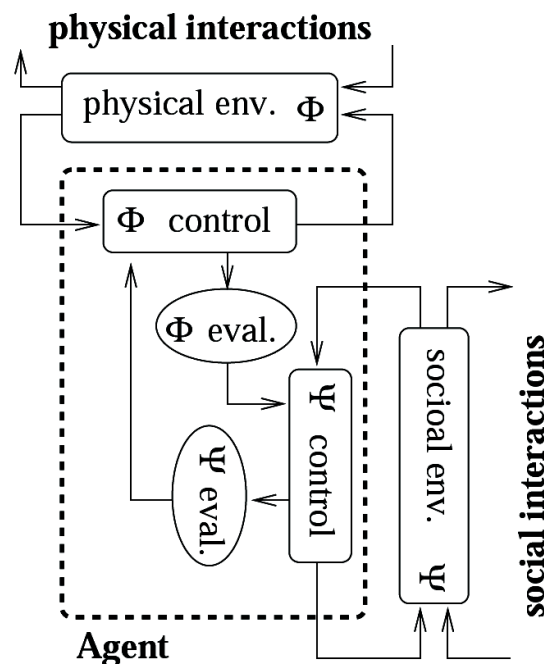 physical interactions
physical env. Φ
Φ control
Φ eval.
Ψ control
Ψ eval.
socioal env. Ψ
social interactions
Agent